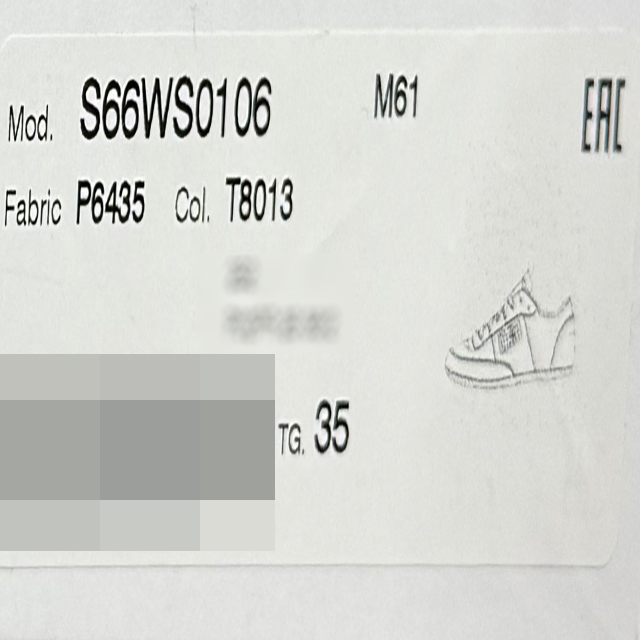 Mod. S66WS0106 M61 EAC
Fabric P6435 Col. T8013
TG. 35